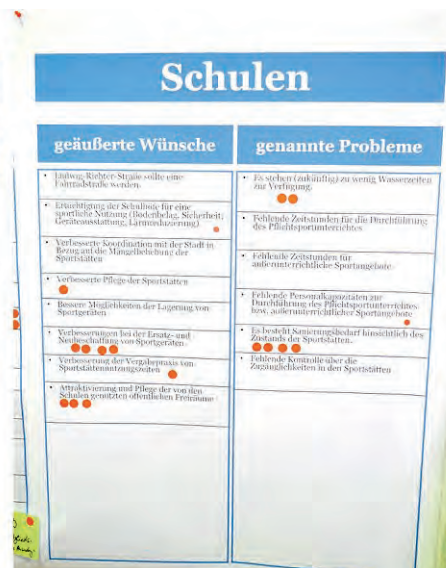 Schulen
geäußerte Wünsche
• Ludwig-Richter-Straße sollte eine
Fahrradstraße werden.
• Ertüchtigung der Schulhöfe für eine
sportliche Nutzung (Bodenbelag, Sicherheit,
Geräteausstattung, Lärmreduzierung)
• Verbesserte Koordination mit der Stadt in
Bezug auf die Mängelbehebung der
Sportstätten
• Verbesserte Pflege der Sportstätten
• Bessere Möglichkeiten der Lagerung von
Sportgeräten
• Verbesserungen bei der Ersatz- und
Neubeschaffung von Sportgeräten
• Verbesserung der Vergabepraxis von
Sportstättennutzungszeiten
• Attraktivierung und Pflege der von den
Schulen genutzten öffentlichen Freiräume
genannte Probleme
• Es stehen (zukünftig) zu wenig Wasserzeiten
zur Verfügung.
• Fehlende Zeitstunden für die Durchführung
des Pflichtsportunterrichtes
• Fehlende Zeitstunden für
außerunterrichtliche Sportangebote
• Fehlende Personalkapazitäten zur
Durchführung des Pflichtsportunterrichtes
bzw. außerunterrichtlicher Sportangebote
• Es besteht Sanierungsbedarf hinsichtlich des
Zustands der Sportstätten.
• Fehlende Kontrolle über die
Zugänglichkeiten in den Sportstätten